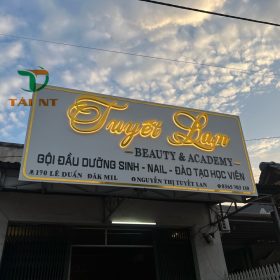 TAI NT
Tuyết Lan
BEAUTY & ACADEMY
GỘI ĐẦU DƯỠNG SINH - NAIL - ĐÀO TẠO HỌC VIÊN
170 LÊ DUẨN ĐĂK MIL NGUYỄN THỊ TUYẾT LAN